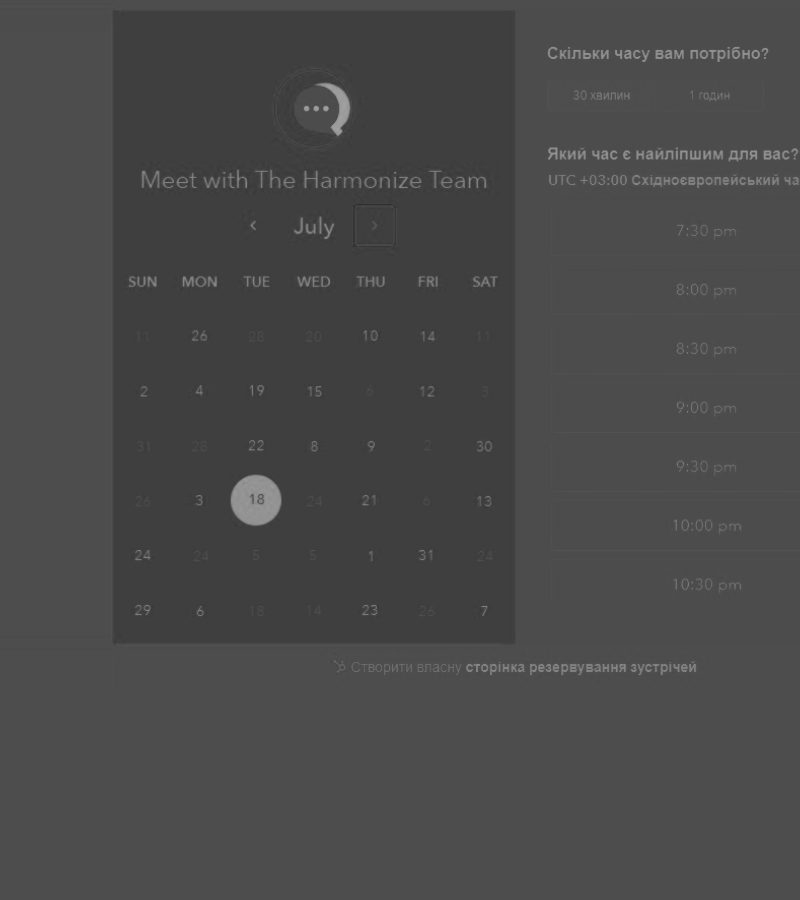 Meet with The Harmonize Team
July
SUN MON TUE WED THU FRI SAT
11 26 28 20 10 14 11
2 4 19 15 6 12 3
31 28 22 8 9 2 30
26 3 18 24 21 6 13
24 24 5 5 1 31 24
29 6 18 14 23 26 7
Скільки часу вам потрібно?
30 хвилин 1 годин
Який час є найліпшим для вас?
UTC +03:00 Східноєвропейський ча
7:30 pm
8:00 pm
8:30 pm
9:00 pm
9:30 pm
10:00 pm
10:30 pm
Створити власну сторінка резервування зустрічей